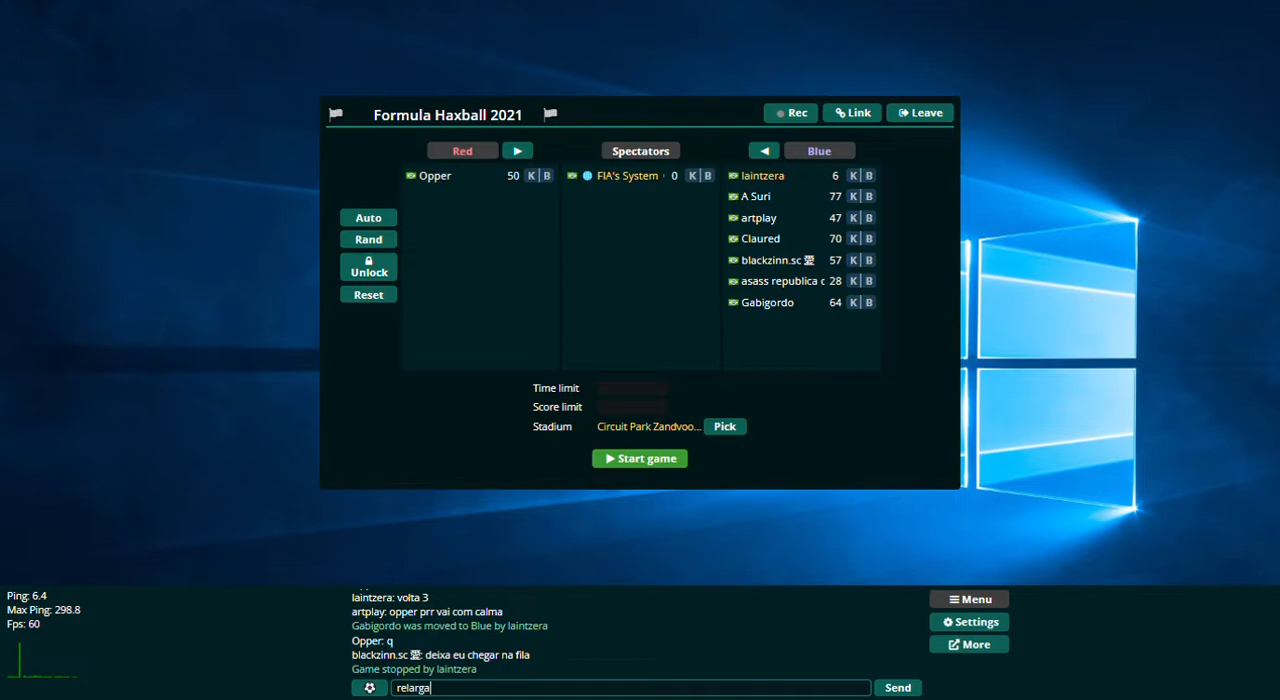 Formula Haxball 2021
Rec
Link
Leave
Red
Spectators
Blue
Opper 50 K B
FIA's System 0 K B
laintzera 6 K B
A Suri 77 K B
artplay 47 K B
Claured 70 K B
blackzinn.sc 愛 57 K B
asass republica 28 K B
Gabigordo 64 K B
Auto
Rand
Unlock
Reset
Time limit
Score limit
Stadium Circuit Park Zandvoo... Pick
Start game
Ping: 6.4
Max Ping: 298.8
Fps: 60
laintzera: volta 3
artplay: opper prr vai com calma
Gabigordo was moved to Blue by laintzera
Opper: q
blackzinn.sc 愛: deixa eu chegar na fila
Game stopped by laintzera
relarga
Send
Menu
Settings
More